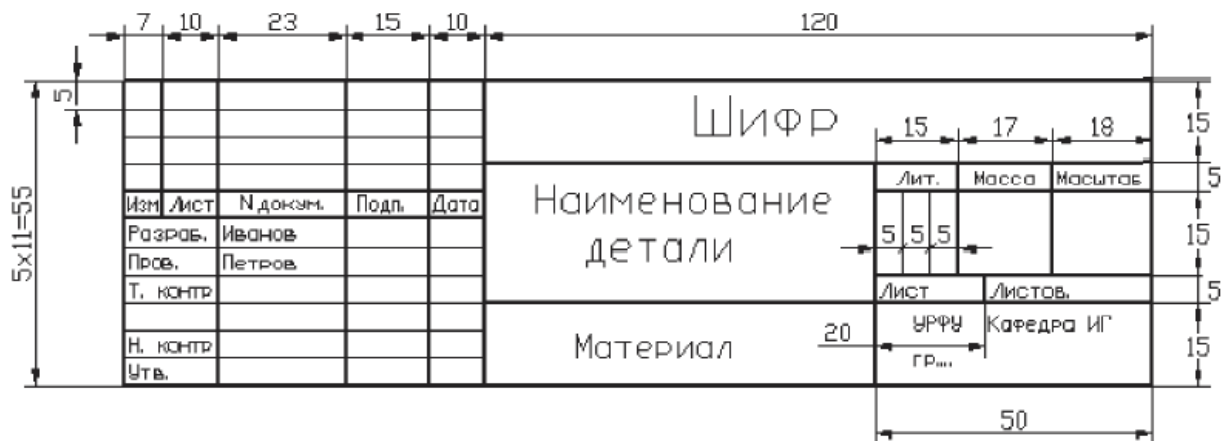 7 10 23 15 10 120
5
Шифр
15 17 18
15
Лит. Масса Масштаб
5
5x11=55
Изм Лист N докум. Подп. Дата
Наименование
детали
Разраб. Иванов
5 5 5
15
Пров. Петров
Т. контр
Лист Листов.
5
Материал
20
УРФУ Кафедра ИГ
гр....
15
Н. контр
Утв.
50